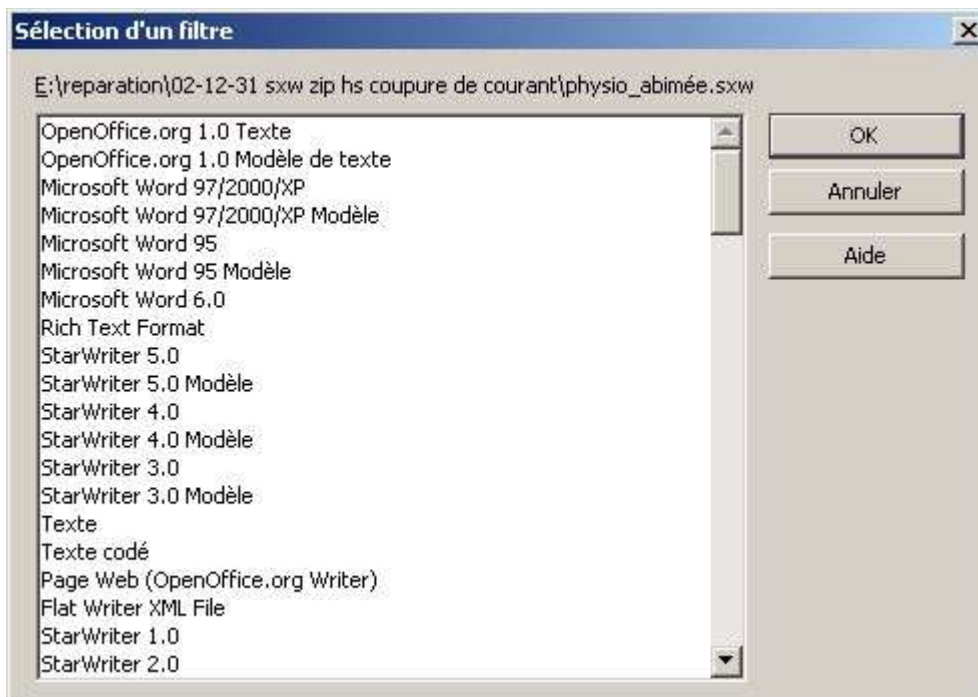 Sélection d'un filtre
E:\reparation\02-12-31 sxw zip hs coupure de courant\physio_abimée.sxw
OpenOffice.org 1.0 Texte
OpenOffice.org 1.0 Modèle de texte
Microsoft Word 97/2000/XP
Microsoft Word 97/2000/XP Modèle
Microsoft Word 95
Microsoft Word 95 Modèle
Microsoft Word 6.0
Rich Text Format
StarWriter 5.0
StarWriter 5.0 Modèle
StarWriter 4.0
StarWriter 4.0 Modèle
StarWriter 3.0
StarWriter 3.0 Modèle
Texte
Texte codé
Page Web (OpenOffice.org Writer)
Flat Writer XML File
StarWriter 1.0
StarWriter 2.0
OK
Annuler
Aide